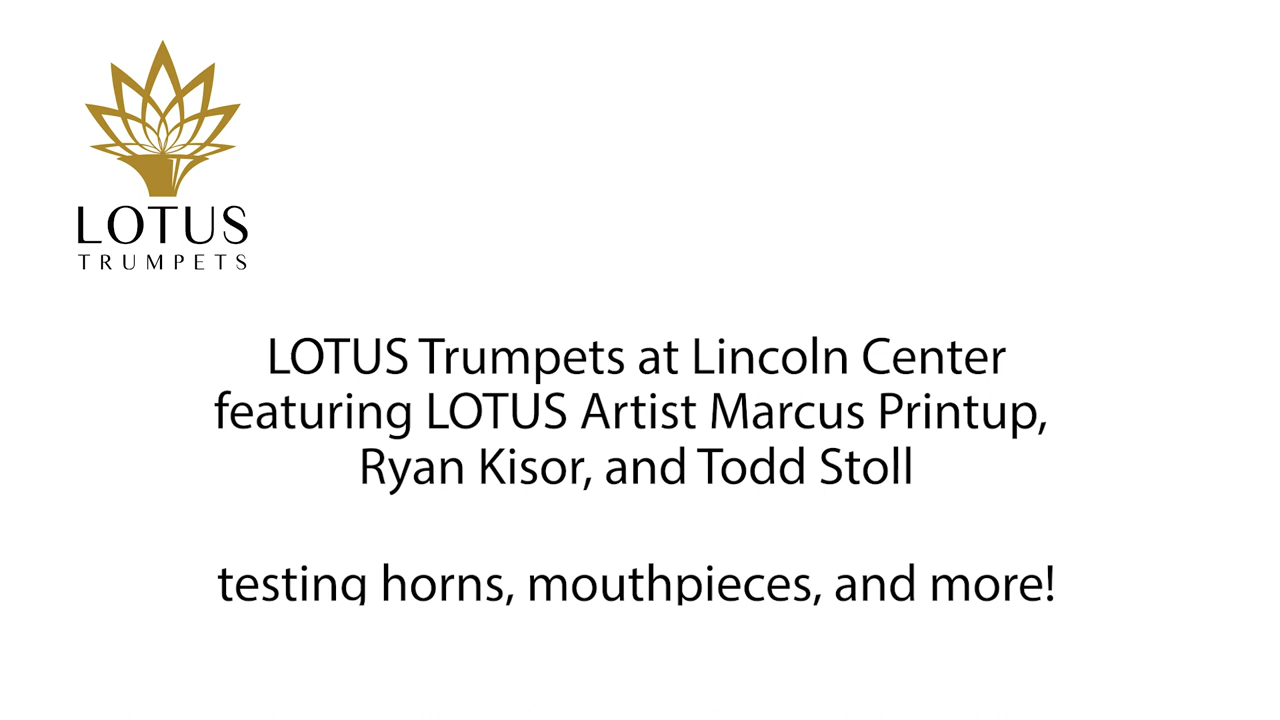 LOTUS
TRUMPETS
LOTUS Trumpets at Lincoln Center
featuring LOTUS Artist Marcus Printup,
Ryan Kisor, and Todd Stoll
testing horns, mouthpieces, and more!